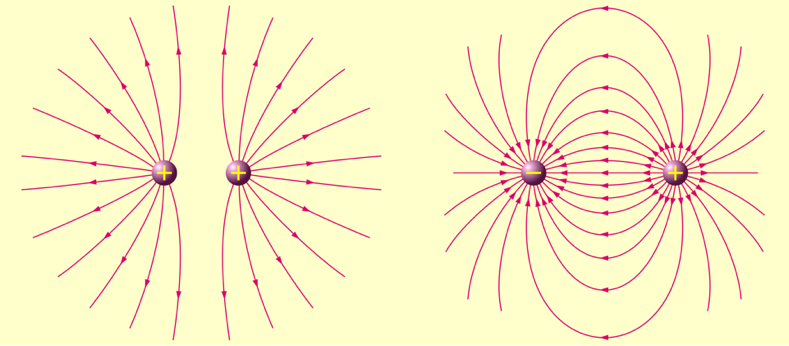 + + − +